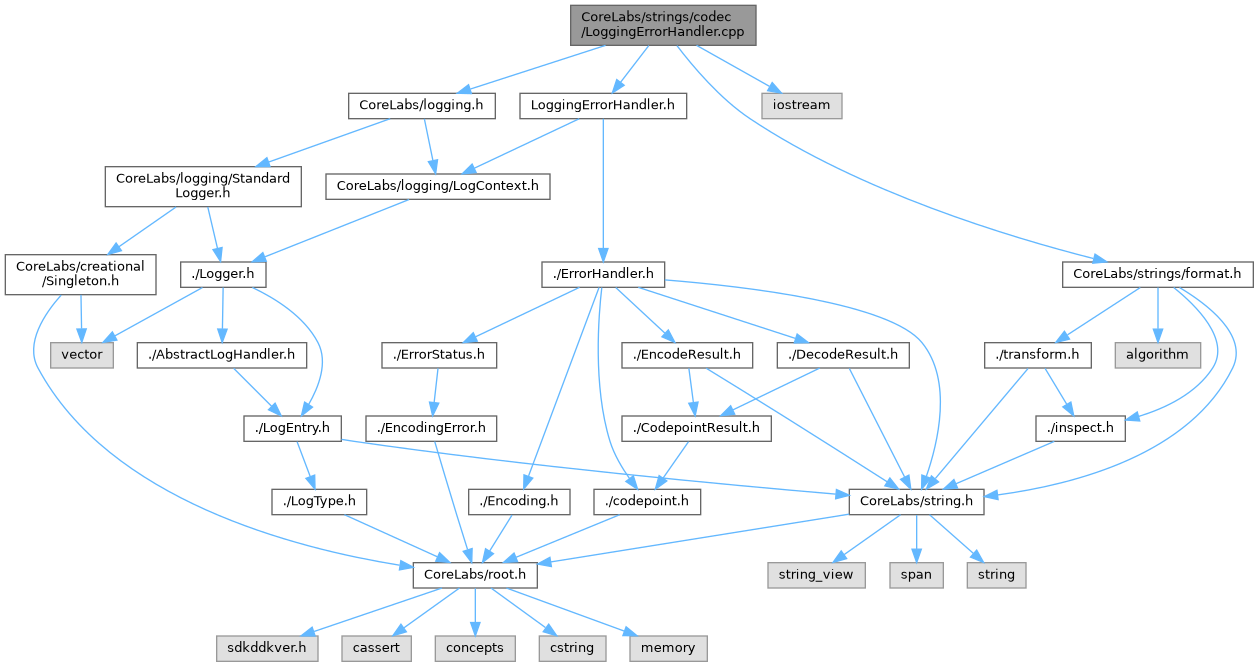 CoreLabs/strings/codec
/LoggingErrorHandler.cpp
CoreLabs/logging.h
LoggingErrorHandler.h
iostream
CoreLabs/logging/Standard
Logger.h
CoreLabs/logging/LogContext.h
CoreLabs/creational
/Singleton.h
./Logger.h
./ErrorHandler.h
CoreLabs/strings/format.h
vector
./AbstractLogHandler.h
./ErrorStatus.h
./EncodeResult.h
./DecodeResult.h
./transform.h
algorithm
./LogEntry.h
./EncodingError.h
./CodepointResult.h
./inspect.h
./LogType.h
./Encoding.h
./codepoint.h
CoreLabs/string.h
CoreLabs/root.h
string_view
span
string
sdkddkver.h
cassert
concepts
cstring
memory